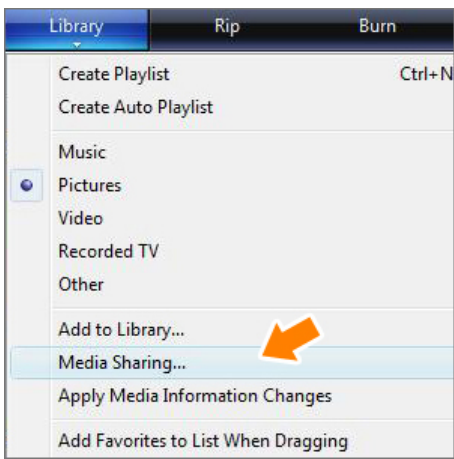 Library Rip Burn
Create Playlist Ctrl+N
Create Auto Playlist
Music
Pictures
Video
Recorded TV
Other
Add to Library...
Media Sharing...
Apply Media Information Changes
Add Favorites to List When Dragging